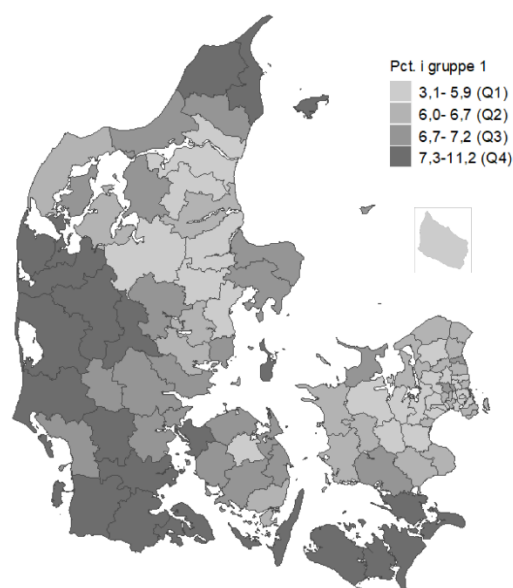 Pct. i gruppe 1
3,1- 5,9 (Q1)
6,0- 6,7 (Q2)
6,7- 7,2 (Q3)
7,3-11,2 (Q4)